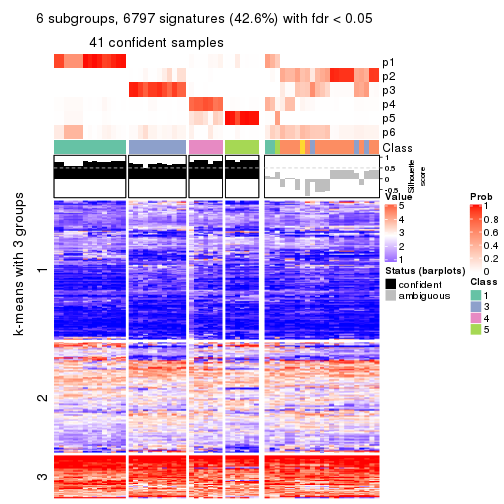 6 subgroups, 6797 signatures (42.6%) with fdr < 0.05
41 confident samples
p1
p2
p3
p4
p5
p6
Class
1
0.5
0
-0.5
Silhouette
score
k-means with 3 groups
1
2
3
Value
5
4
3
2
1
Status (barplots)
confident
ambiguous
Prob
1
0.8
0.6
0.4
0.2
0
Class
1
3
4
5